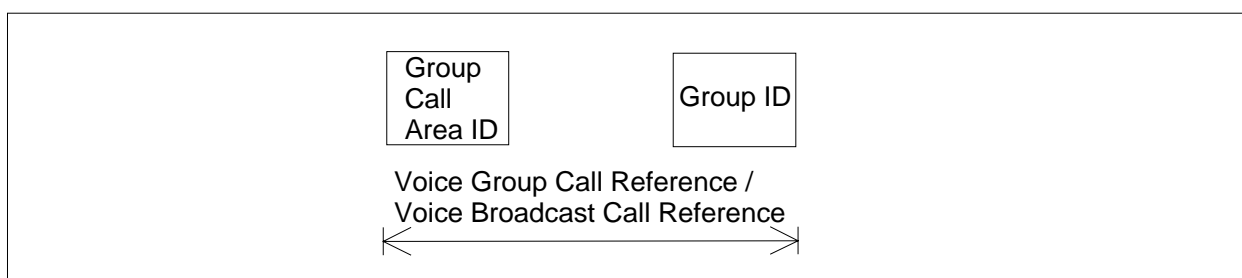 Group
Call
Area ID
Group ID
Voice Group Call Reference /
Voice Broadcast Call Reference